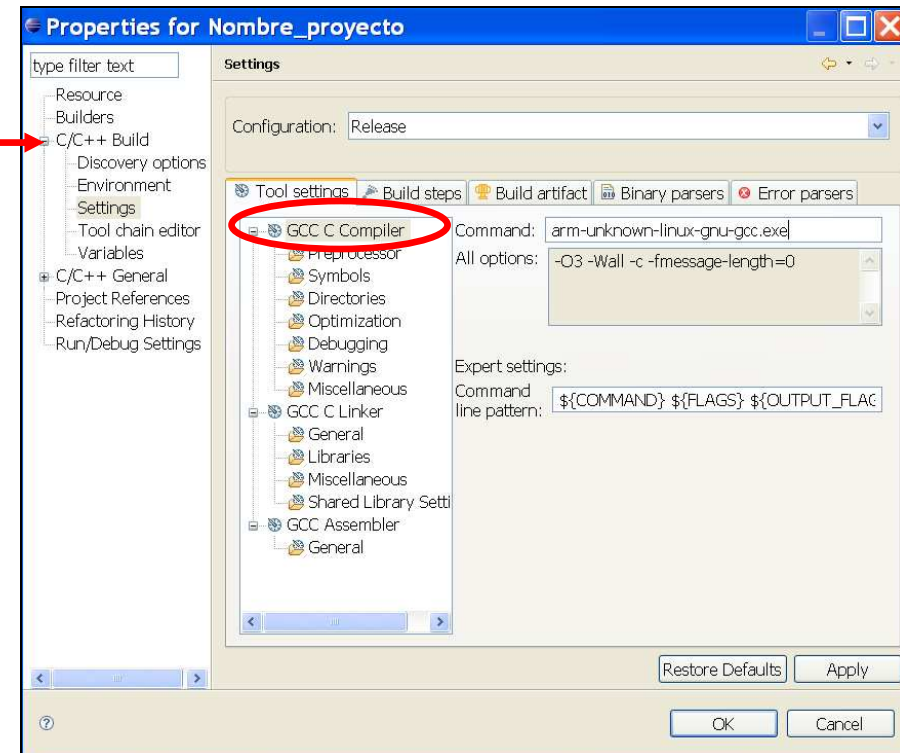 Properties for Nombre_proyecto
type filter text
Resource
Builders
C/C++ Build
Discovery options
Environment
Settings
Tool chain editor
Variables
C/C++ General
Project References
Refactoring History
Run/Debug Settings
Settings
Configuration: Release
Tool settings Build steps Build artifact Binary parsers Error parsers
GCC C Compiler
Preprocessor
Symbols
Directories
Optimization
Debugging
Warnings
Miscellaneous
GCC C Linker
General
Libraries
Miscellaneous
Shared Library Setti
GCC Assembler
General
Command: arm-unknown-linux-gnu-gcc.exe
All options: -O3 -Wall -c -fmessage-length=0
Expert settings:
Command
line pattern: ${COMMAND} ${FLAGS} ${OUTPUT_FLAG
Restore Defaults Apply
OK Cancel